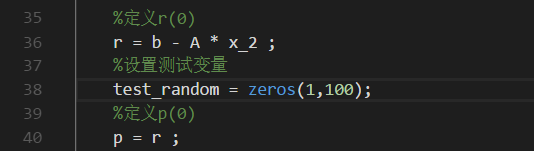 35 %定义r(0)
36 r = b - A * x_2 ;
37 %设置测试变量
38 test_random = zeros(1,100);
39 %定义p(0)
40 p = r ;